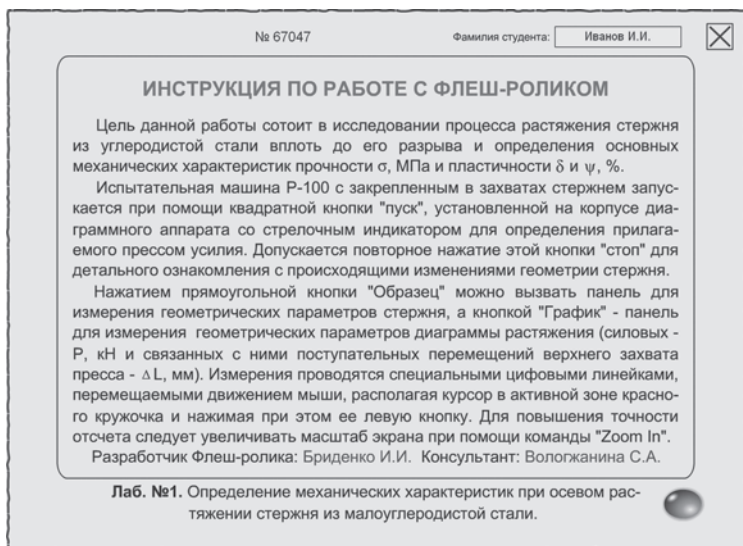 № 67047 Фамилия студента: Иванов И.И.
ИНСТРУКЦИЯ ПО РАБОТЕ С ФЛЕШ-РОЛИКОМ
Цель данной работы сотоит в исследовании процесса растяжения стержня
из углеродистой стали вплоть до его разрыва и определения основных
механических характеристик прочности σ, МПа и пластичности δ и ψ, %.
Испытательная машина Р-100 с закрепленным в захватах стержнем запус-
кается при помощи квадратной кнопки "пуск", установленной на корпусе диа-
граммного аппарата со стрелочным индикатором для определения прилага-
емого прессом усилия. Допускается повторное нажатие этой кнопки "стоп" для
детального ознакомления с происходящими изменениями геометрии стержня.
Нажатием прямоугольной кнопки "Образец" можно вызвать панель для
измерения геометрических параметров стержня, а кнопкой "График" - панель
для измерения геометрических параметров диаграммы растяжения (силовых -
Р, кН и связанных с ними поступательных перемещений верхнего захвата
пресса - ΔL, мм). Измерения проводятся специальными цифовыми линейками,
перемещаемыми движением мыши, располагая курсор в активной зоне красно-
го кружочка и нажимая при этом ее левую кнопку. Для повышения точности
отсчета следует увеличивать масштаб экрана при помощи команды "Zoom In".
Разработчик Флеш-ролика: Бриденко И.И. Консультант: Вологжанина С.А.
Лаб. №1. Определение механических характеристик при осевом рас-
тяжении стержня из малоуглеродистой стали.